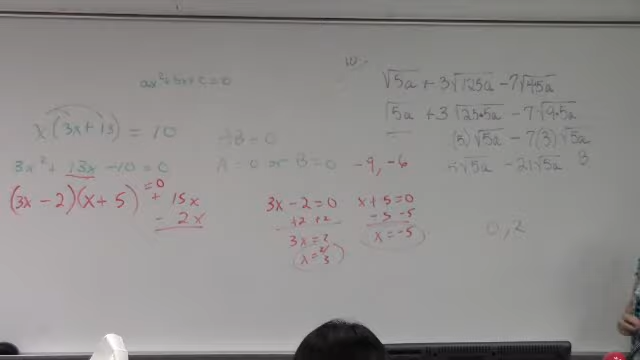 ax² + bx + c = 0
x(3x + 13) = 10
3x² + 13x - 10 = 0
(3x - 2)(x + 5) = 0
+ 15x
- 2x
AB = 0
A = 0 or B = 0
-9, -6
3x - 2 = 0
+2 +2
3x = 2
x = 2/3
x + 5 = 0
-5 -5
x = -5
√5a + 3√125a - 7√45a
√5a + 3√25·5a - 7√9·5a
(5)√5a - 7(3)√5a
- 21√5a
0, 2